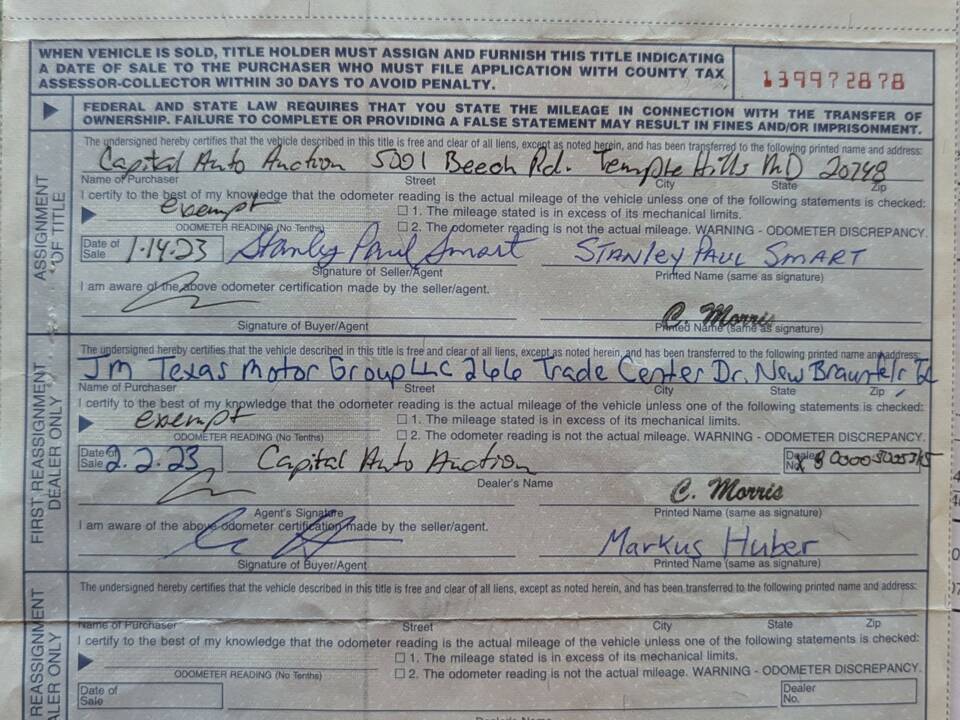 WHEN VEHICLE IS SOLD, TITLE HOLDER MUST ASSIGN AND FURNISH THIS TITLE INDICATING
A DATE OF SALE TO THE PURCHASER WHO MUST FILE APPLICATION WITH COUNTY TAX
ASSESSOR-COLLECTOR WITHIN 30 DAYS TO AVOID PENALTY.
139972878
FEDERAL AND STATE LAW REQUIRES THAT YOU STATE THE MILEAGE IN CONNECTION WITH THE TRANSFER OF
OWNERSHIP. FAILURE TO COMPLETE OR PROVIDING A FALSE STATEMENT MAY RESULT IN FINES AND/OR IMPRISONMENT.
ASSIGNMENT OF TITLE
The undersigned hereby certifies that the vehicle described in this title is free and clear of all liens, except as noted herein, and has been transferred to the following printed name and address:
Capital Auto Auction 5001 Beech Rd. Temple Hills MD 20748
Name of Purchaser Street City State Zip
I certify to the best of my knowledge that the odometer reading is the actual mileage of the vehicle unless one of the following statements is checked:
exempt
1. The mileage stated is in excess of its mechanical limits.
ODOMETER READING (No Tenths)
2. The odometer reading is not the actual mileage. WARNING - ODOMETER DISCREPANCY.
Date of Sale 1-14-23 Stanley Paul Smart STANLEY PAUL SMART
Signature of Seller/Agent Printed Name (same as signature)
I am aware of the above odometer certification made by the seller/agent.
C. Morris
Signature of Buyer/Agent Printed Name (same as signature)
FIRST REASSIGNMENT DEALER ONLY
The undersigned hereby certifies that the vehicle described in this title is free and clear of all liens, except as noted herein, and has been transferred to the following printed name and address:
JM Texas Motor Group LLC 266 Trade Center Dr. New Braunfels Tx
Name of Purchaser Street City State Zip
I certify to the best of my knowledge that the odometer reading is the actual mileage of the vehicle unless one of the following statements is checked:
exempt
1. The mileage stated is in excess of its mechanical limits.
ODOMETER READING (No Tenths)
2. The odometer reading is not the actual mileage. WARNING - ODOMETER DISCREPANCY.
Date of Sale 2.2.23 Capital Auto Auction Dealer No.
Dealer's Name
C. Morris
Agent's Signature Printed Name (same as signature)
I am aware of the above odometer certification made by the seller/agent.
Markus Huber
Signature of Buyer/Agent Printed Name (same as signature)
REASSIGNMENT DEALER ONLY
The undersigned hereby certifies that the vehicle described in this title is free and clear of all liens, except as noted herein, and has been transferred to the following printed name and address:
Name of Purchaser Street City State Zip
I certify to the best of my knowledge that the odometer reading is the actual mileage of the vehicle unless one of the following statements is checked:
1. The mileage stated is in excess of its mechanical limits.
ODOMETER READING (No Tenths)
2. The odometer reading is not the actual mileage. WARNING - ODOMETER DISCREPANCY.
Date of Sale Dealer No.
Dealer's Name